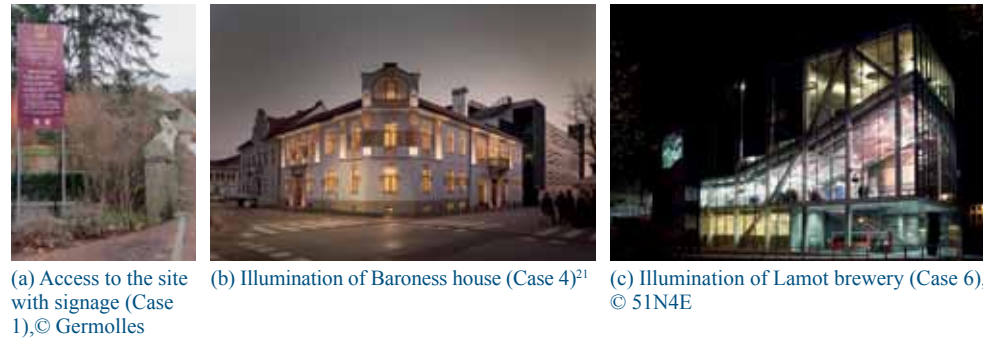 (a) Access to the site
with signage (Case
1),© Germolles
(b) Illumination of Baroness house (Case 4)21
(c) Illumination of Lamot brewery (Case 6),
© 51N4E